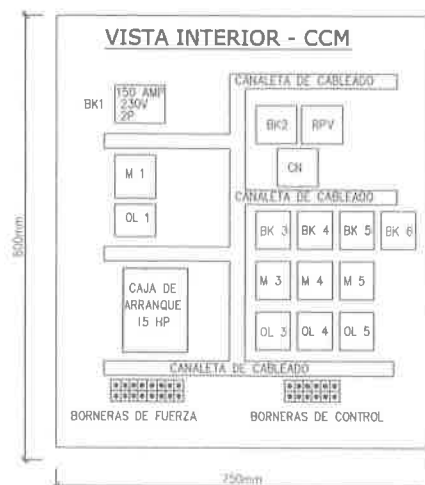 VISTA INTERIOR - CCM
CANALETA DE CABLEADO
BK1
150 AMP
230V
2P
BK2
RPV
M 1
CN
CANALETA DE CABLEADO
OL 1
BK 3
BK 4
BK 5
BK 6
CAJA DE
ARRANQUE
15 HP
M 3
M 4
M 5
OL 3
OL 4
OL 5
CANALETA DE CABLEADO
BORNERAS DE FUERZA
BORNERAS DE CONTROL
800mm
750mm